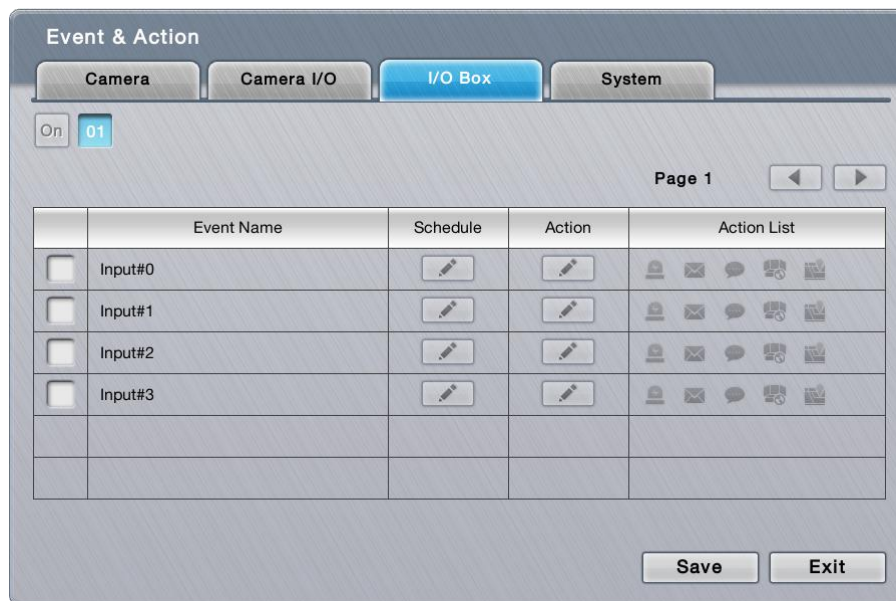 Event & Action
Camera Camera I/O I/O Box System
On 01
Page 1
Event Name Schedule Action Action List
Input#0
Input#1
Input#2
Input#3
Save Exit